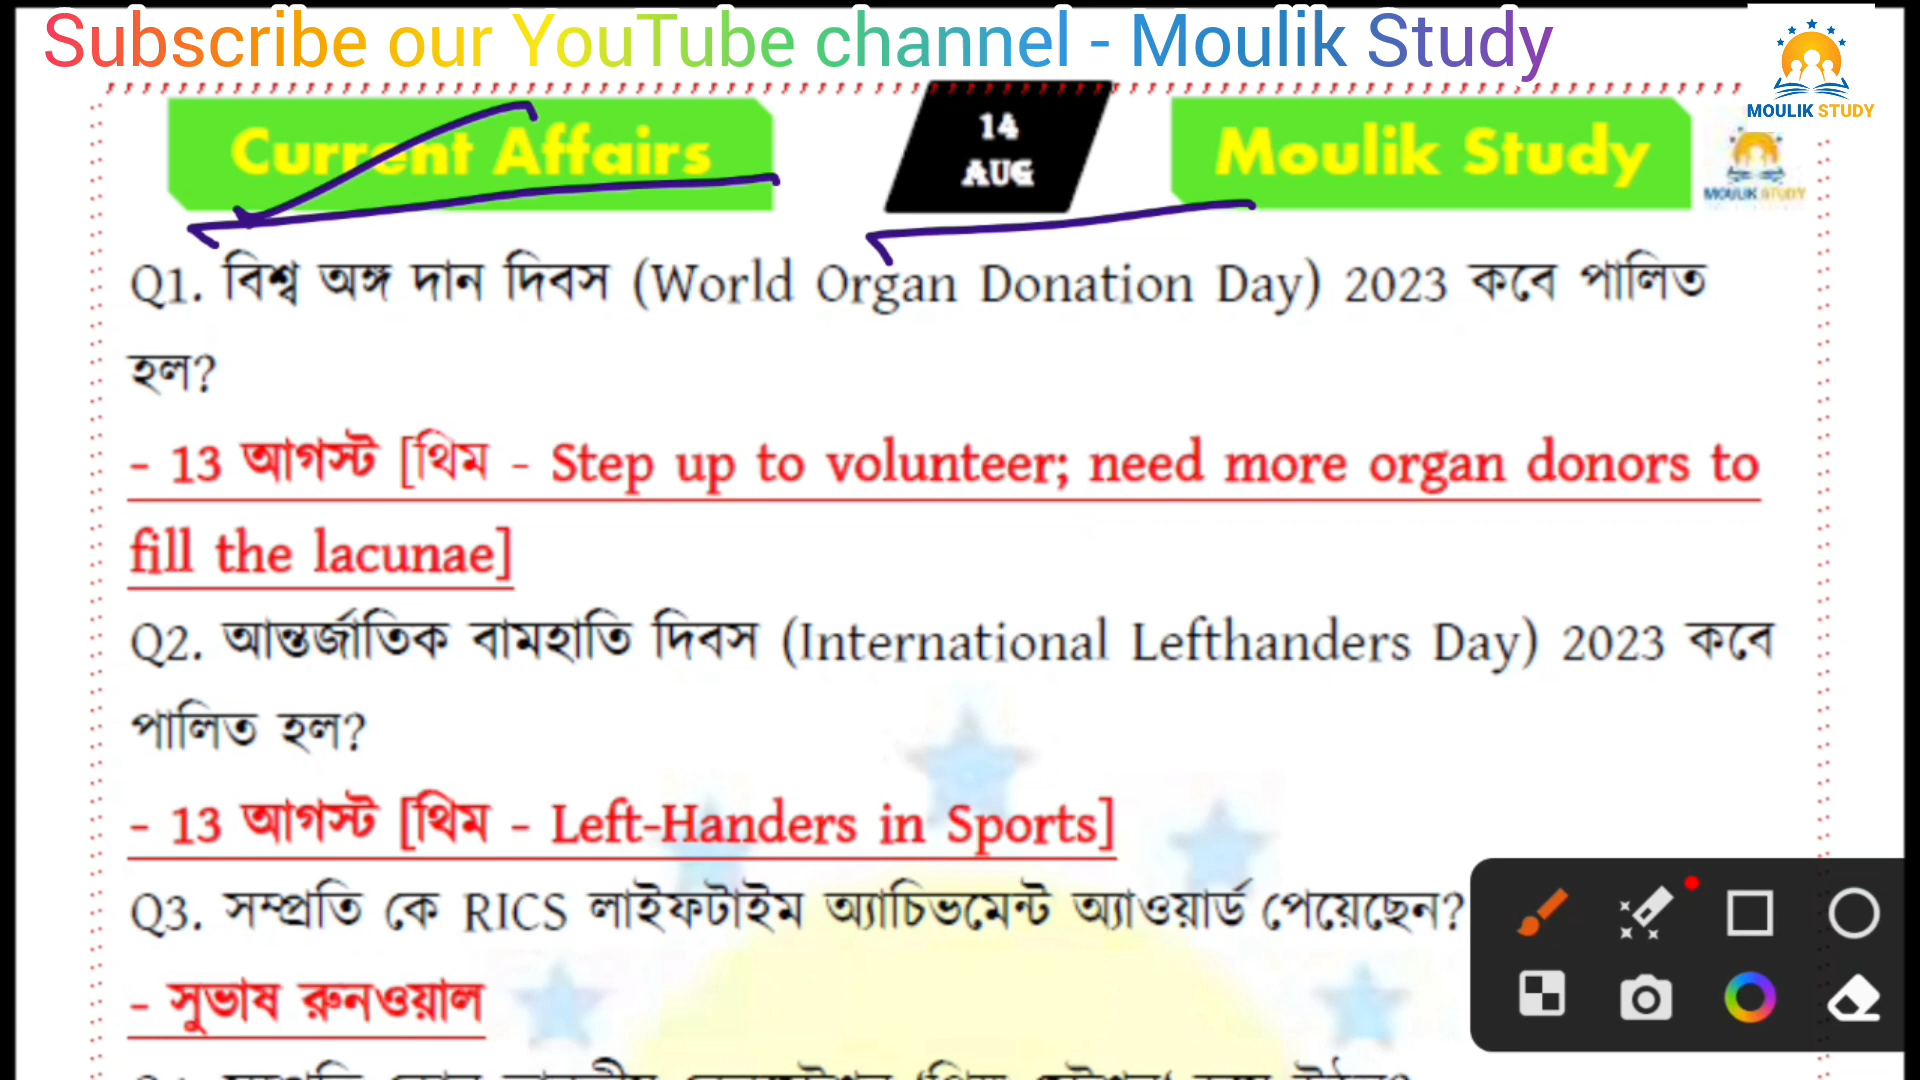 Subscribe our YouTube channel - Moulik Study
MOULIK STUDY
Current Affairs
14
AUG
Moulik Study
MOULIK STUDY
Q1. বিশ্ব অঙ্গ দান দিবস (World Organ Donation Day) 2023 কবে পালিত
হল?
- 13 আগস্ট [থিম - Step up to volunteer; need more organ donors to
fill the lacunae]
Q2. আন্তর্জাতিক বামহাতি দিবস (International Lefthanders Day) 2023 কবে
পালিত হল?
- 13 আগস্ট [থিম - Left-Handers in Sports]
Q3. সম্প্রতি কে RICS লাইফটাইম অ্যাচিভমেন্ট অ্যাওয়ার্ড পেয়েছেন?
- সুভাষ রুনওয়াল